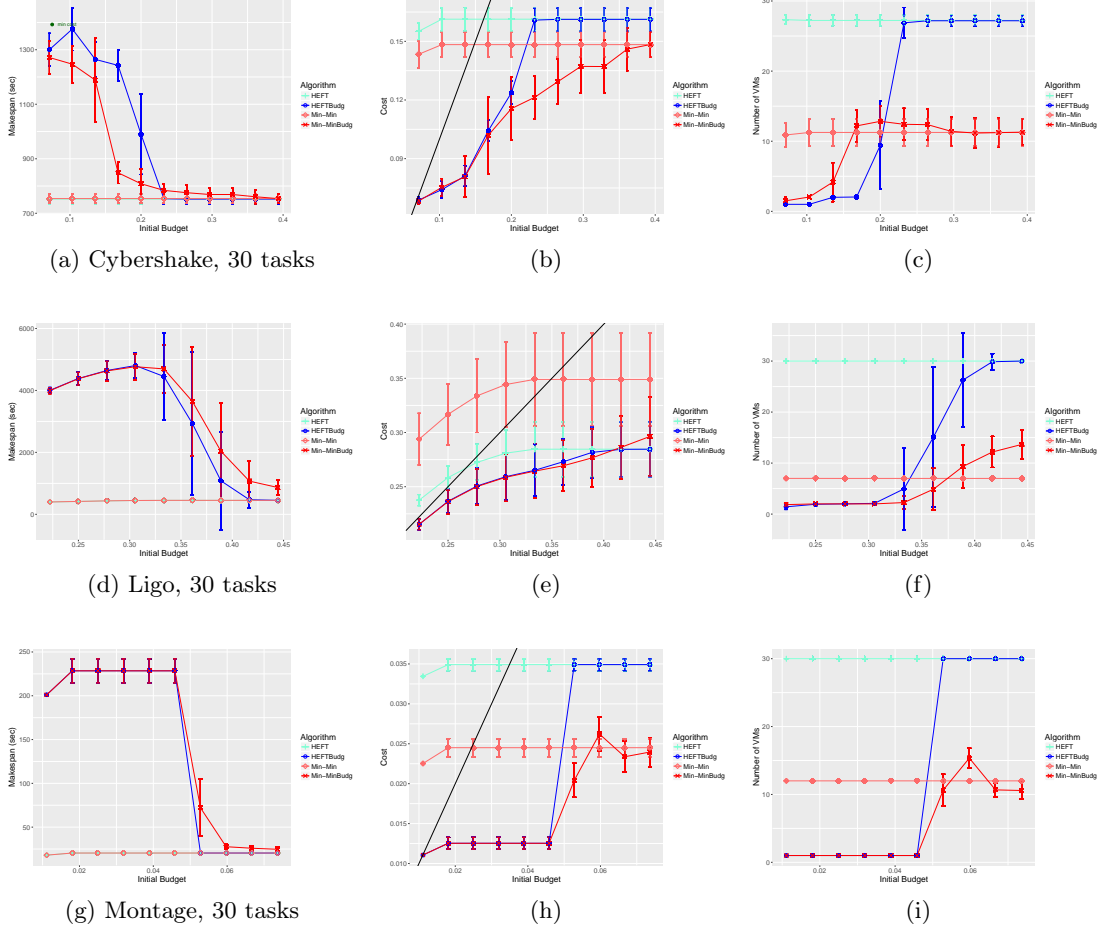 min cost
1300
1100
900
700
0.1
0.2
0.3
0.4
Makespan (sec)
Initial Budget
Algorithm
HEFT
HEFTBudg
Min−Min
Min−MinBudg
0.15
0.12
0.09
0.1
0.2
0.3
0.4
Cost
Initial Budget
Algorithm
HEFT
HEFTBudg
Min−Min
Min−MinBudg
30
20
10
0
0.1
0.2
0.3
0.4
Number of VMs
Initial Budget
Algorithm
HEFT
HEFTBudg
Min−Min
Min−MinBudg
(a) Cybershake, 30 tasks
(b)
(c)
6000
4000
2000
0
0.25
0.30
0.35
0.40
0.45
Makespan (sec)
Initial Budget
Algorithm
HEFT
HEFTBudg
Min−Min
Min−MinBudg
0.40
0.35
0.30
0.25
0.25
0.30
0.35
0.40
0.45
Cost
Initial Budget
Algorithm
HEFT
HEFTBudg
Min−Min
Min−MinBudg
30
20
10
0
0.25
0.30
0.35
0.40
0.45
Number of VMs
Initial Budget
Algorithm
HEFT
HEFTBudg
Min−Min
Min−MinBudg
(d) Ligo, 30 tasks
(e)
(f)
250
200
150
100
50
0.02
0.04
0.06
Makespan (sec)
Initial Budget
Algorithm
HEFT
HEFTBudg
Min−Min
Min−MinBudg
0.035
0.030
0.025
0.020
0.015
0.010
0.02
0.04
0.06
Cost
Initial Budget
Algorithm
HEFT
HEFTBudg
Min−Min
Min−MinBudg
30
20
10
0
0.02
0.04
0.06
Number of VMs
Initial Budget
Algorithm
HEFT
HEFTBudg
Min−Min
Min−MinBudg
(g) Montage, 30 tasks
(h)
(i)